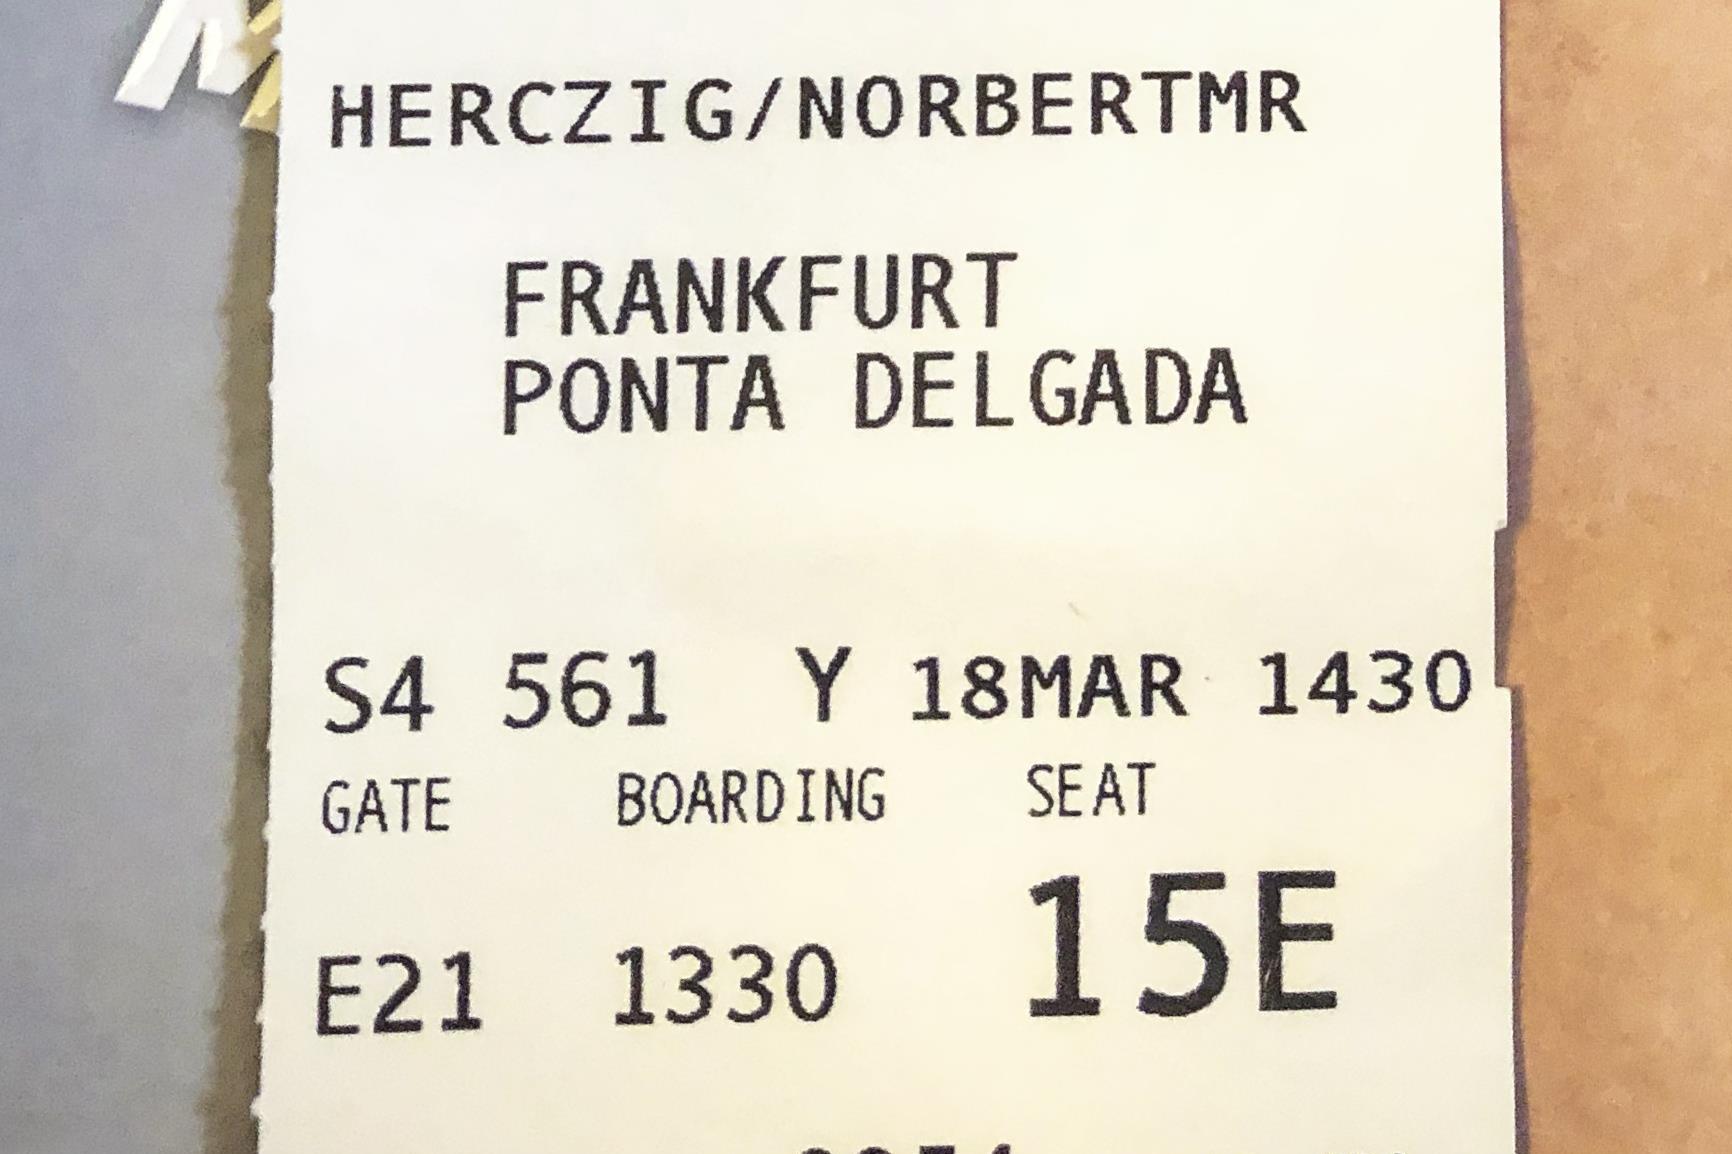 HERCZIG/NORBERTMR
FRANKFURT
PONTA DELGADA
S4 561 Y 18MAR 1430
GATE BOARDING SEAT
E21 1330 15E